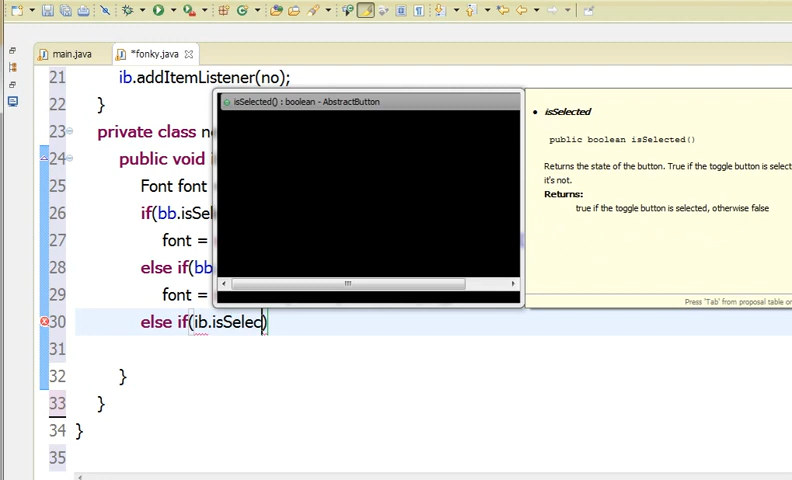 main.java
*fonky.java
21 ib.addItemListener(no);
22 }
23 private class n
24 public void
25 Font font
26 if(bb.isSel
27 font =
28 else if(bb
29 font =
30 else if(ib.isSelec)
31
32 }
33 }
34 }
35
isSelected() : boolean - AbstractButton
isSelected
public boolean isSelected()
Returns the state of the button. True if the toggle button is select
it's not.
Returns:
true if the toggle button is selected, otherwise false
Press 'Tab' from proposal table or